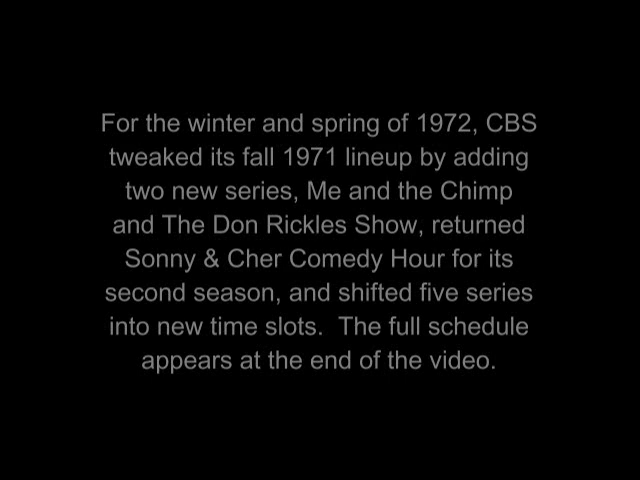 For the winter and spring of 1972, CBS
tweaked its fall 1971 lineup by adding
two new series, Me and the Chimp
and The Don Rickles Show, returned
Sonny & Cher Comedy Hour for its
second season, and shifted five series
into new time slots.  The full schedule
appears at the end of the video.